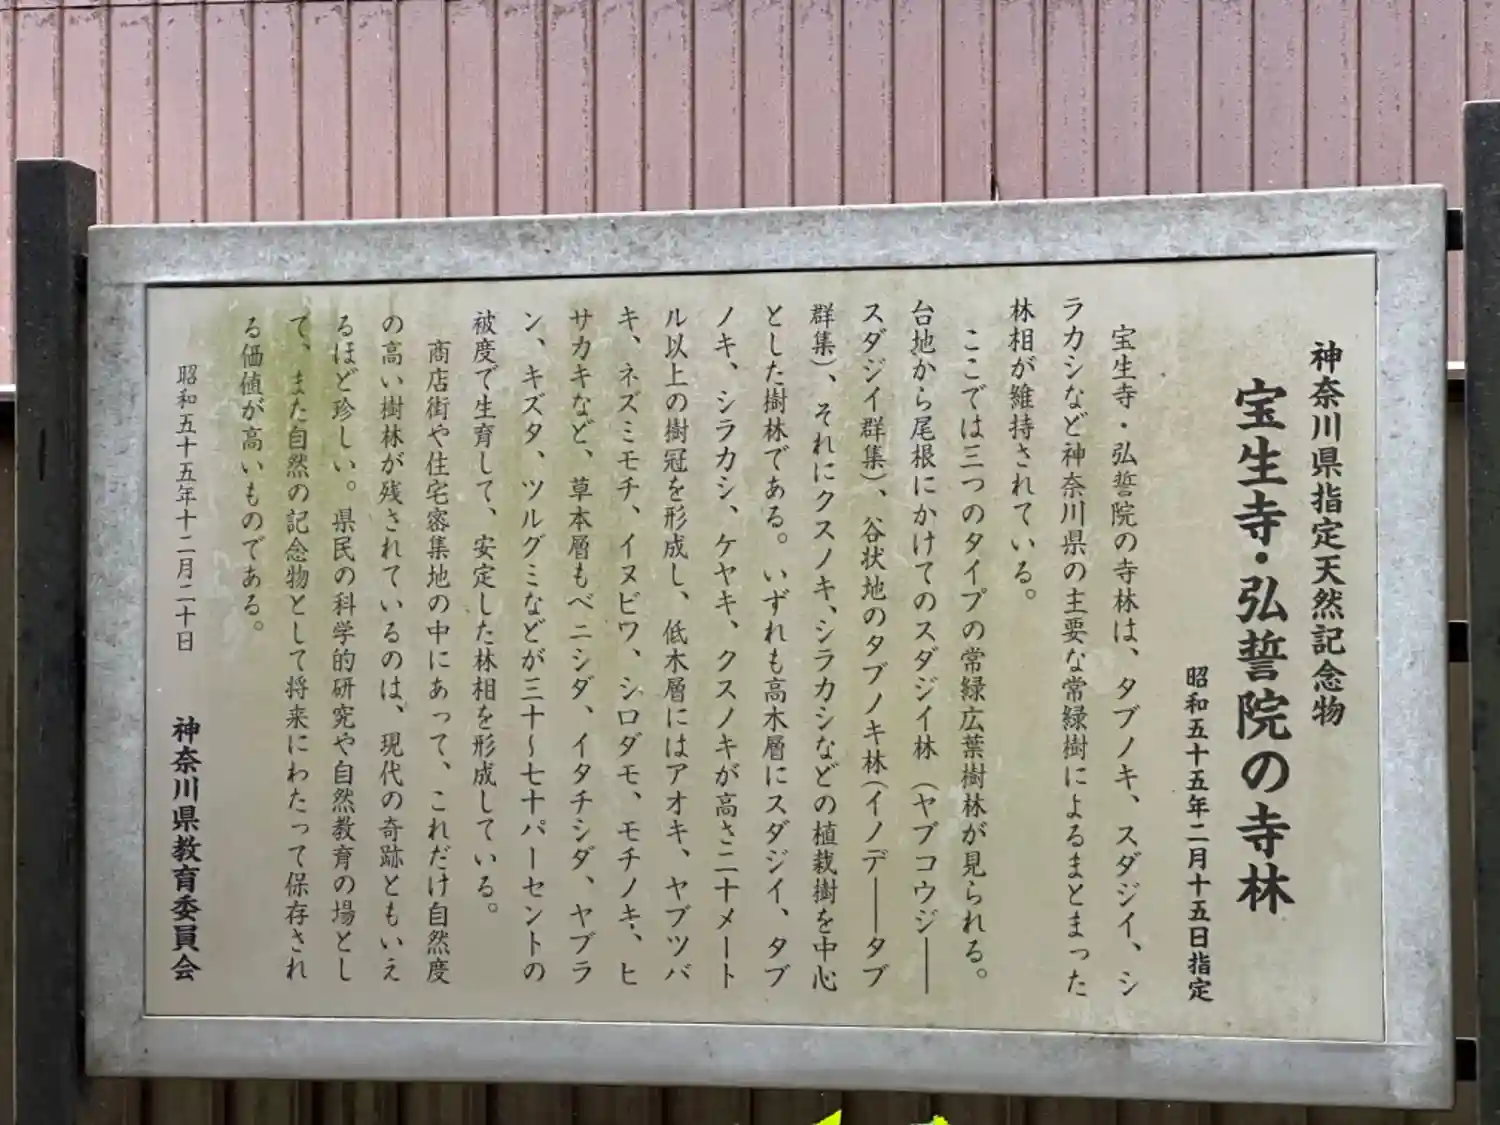 神奈川県指定天然記念物
宝生寺・弘誓院の寺林
昭和五十五年二月十五日指定
宝生寺・弘誓院の寺林は、タブノキ、スダジイ、シ
ラカシなど神奈川県の主要な常緑樹によるまとまった
林相が維持されている。
ここでは三つのタイプの常緑広葉樹林が見られる。
台地から尾根にかけてのスダジイ林（ヤブコウジ――
スダジイ群集）、谷状地のタブノキ林（イノデ――タブ
群集）、それにクスノキ、シラカシなどの植栽樹を中心
とした樹林である。いずれも高木層にスダジイ、タブ
ノキ、シラカシ、ケヤキ、クスノキが高さ二十メート
ル以上の樹冠を形成し、低木層にはアオキ、ヤブツバ
キ、ネズミモチ、イヌビワ、シロダモ、モチノキ、ヒ
サカキなど、草本層もベニシダ、イタチシダ、ヤブラ
ン、キズタ、ツルグミなどが三十～七十パーセントの
被度で生育して、安定した林相を形成している。
商店街や住宅密集地の中にあって、これだけ自然度
の高い樹林が残されているのは、現代の奇跡ともいえ
るほど珍しい。県民の科学的研究や自然教育の場とし
て、また自然の記念物として将来にわたって保存され
る価値が高いものである。
昭和五十五年十二月二十日
神奈川県教育委員会